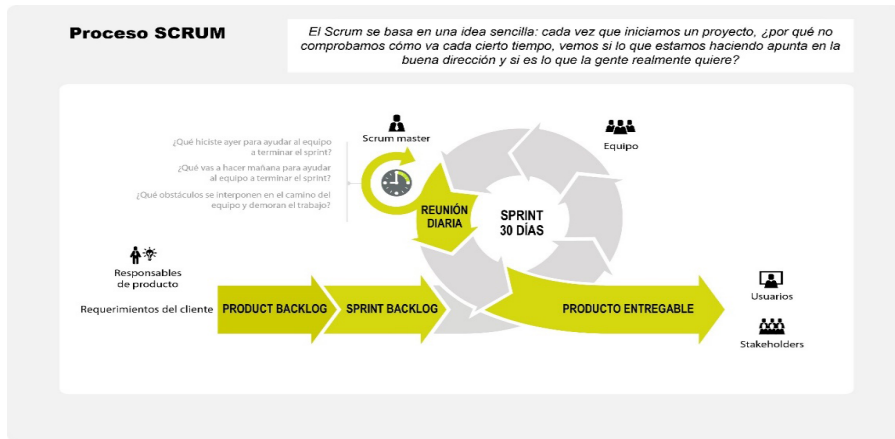 Proceso SCRUM
El Scrum se basa en una idea sencilla: cada vez que iniciamos un proyecto, ¿por qué no
comprobamos cómo va cada cierto tiempo, vemos si lo que estamos haciendo apunta en la
buena dirección y si es lo que la gente realmente quiere?
Scrum master
Equipo
¿Qué hiciste ayer para ayudar al equipo
a terminar el sprint?
¿Qué vas a hacer mañana para ayudar
al equipo a terminar el sprint?
¿Qué obstáculos se interponen en el camino del
equipo y demoran el trabajo?
REUNIÓN
DIARIA
SPRINT
30 DÍAS
Responsables
de producto
Requerimientos del cliente
PRODUCT BACKLOG
SPRINT BACKLOG
PRODUCTO ENTREGABLE
Usuarios
Stakeholders